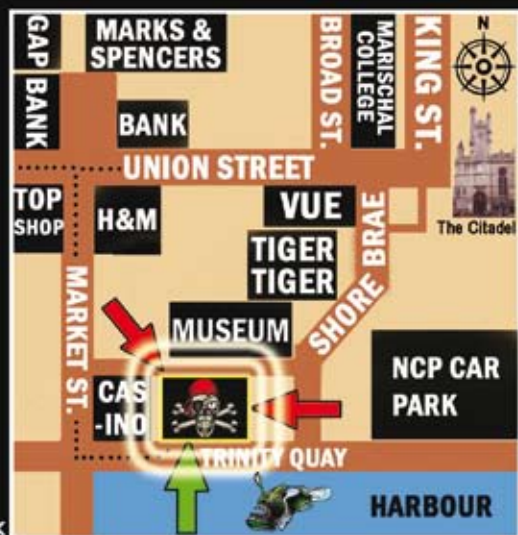 GAP
BANK
MARKS &
SPENCERS
BANK
BROAD ST.
MARISCHAL
COLLEGE
KING ST.
N
The Citadel
UNION STREET
TOP
SHOP
H&M
VUE
TIGER
TIGER
SHORE BRAE
MARKET ST.
MUSEUM
CAS
-INO
NCP CAR
PARK
TRINITY QUAY
HARBOUR